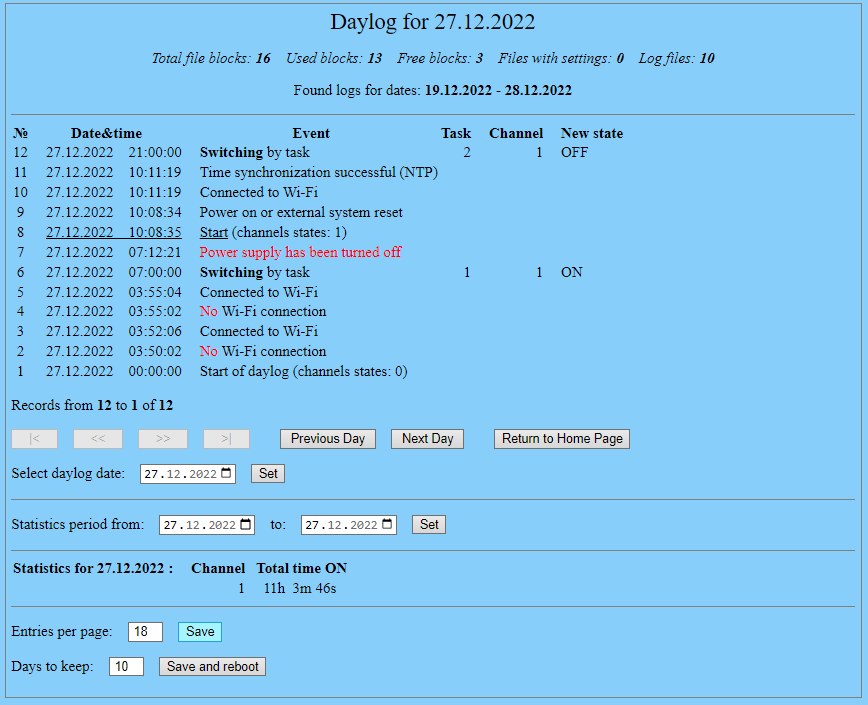 Daylog for 27.12.2022
Total file blocks: 16 Used blocks: 13 Free blocks: 3 Files with settings: 0 Log files: 10
Found logs for dates: 19.12.2022 - 28.12.2022
№ Date&time Event Task Channel New state
12 27.12.2022 21:00:00 Switching by task 2 1 OFF
11 27.12.2022 10:11:19 Time synchronization successful (NTP)
10 27.12.2022 10:11:19 Connected to Wi-Fi
9 27.12.2022 10:08:34 Power on or external system reset
8 27.12.2022 10:08:35 Start (channels states: 1)
7 27.12.2022 07:12:21 Power supply has been turned off
6 27.12.2022 07:00:00 Switching by task 1 1 ON
5 27.12.2022 03:55:04 Connected to Wi-Fi
4 27.12.2022 03:55:02 No Wi-Fi connection
3 27.12.2022 03:52:06 Connected to Wi-Fi
2 27.12.2022 03:50:02 No Wi-Fi connection
1 27.12.2022 00:00:00 Start of daylog (channels states: 0)
Records from 12 to 1 of 12
|< << >> >| Previous Day Next Day Return to Home Page
Select daylog date: 27.12.2022 Set
Statistics period from: 27.12.2022 to: 27.12.2022 Set
Statistics for 27.12.2022 : Channel Total time ON
1 11h 3m 46s
Entries per page: 18 Save
Days to keep: 10 Save and reboot